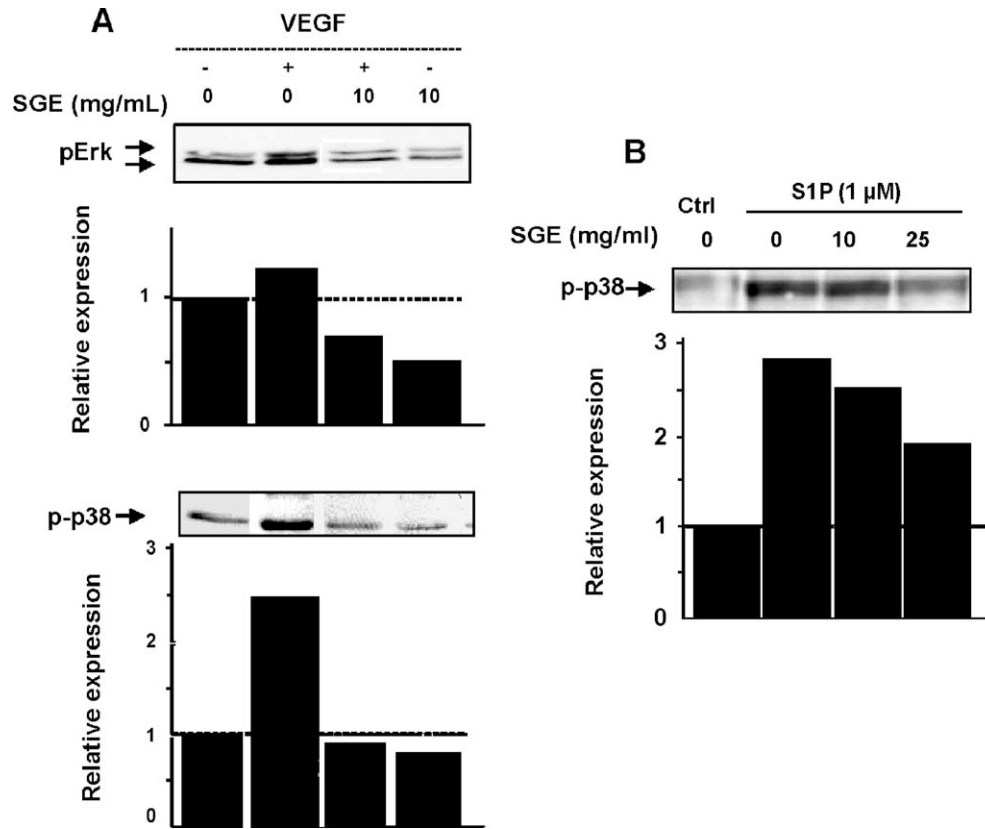 A
VEGF
- + + -
SGE (mg/mL) 0 0 10 10
pErk
Relative expression
1
0
p-p38
Relative expression
3
2
1
0
B
Ctrl S1P (1 µM)
SGE (mg/ml) 0 0 10 25
p-p38
Relative expression
3
2
1
0